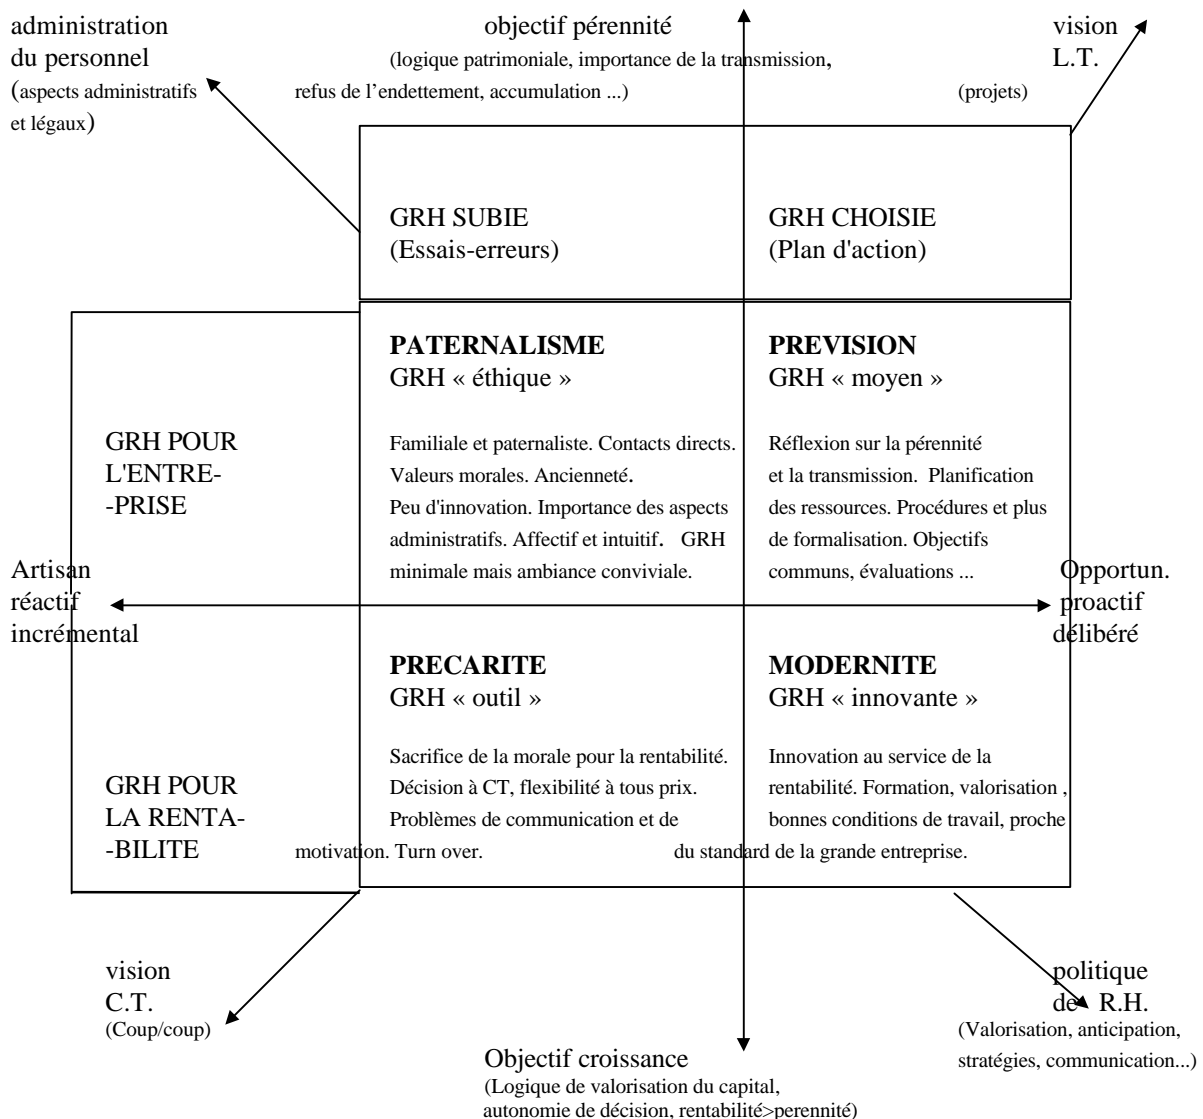 administration
du personnel
(aspects administratifs
et légaux)
objectif pérennité
(logique patrimoniale, importance de la transmission,
refus de l'endettement, accumulation ...)
vision
L.T.
(projets)
GRH SUBIE
(Essais-erreurs)
GRH CHOISIE
(Plan d'action)
GRH POUR
L'ENTRE-
-PRISE
PATERNALISME
GRH « éthique »
Familiale et paternaliste. Contacts directs.
Valeurs morales. Ancienneté.
Peu d'innovation. Importance des aspects
administratifs. Affectif et intuitif. GRH
minimale mais ambiance conviviale.
PREVISION
GRH « moyen »
Réflexion sur la pérennité
et la transmission. Planification
des ressources. Procédures et plus
de formalisation. Objectifs
communs, évaluations ...
Artisan
réactif
incrémental
Opportun.
proactif
délibéré
GRH POUR
LA RENTA-
-BILITE
PRECARITE
GRH « outil »
Sacrifice de la morale pour la rentabilité.
Décision à CT, flexibilité à tous prix.
Problèmes de communication et de
motivation. Turn over.
MODERNITE
GRH « innovante »
Innovation au service de la
rentabilité. Formation, valorisation ,
bonnes conditions de travail, proche
du standard de la grande entreprise.
vision
C.T.
(Coup/coup)
Objectif croissance
(Logique de valorisation du capital,
autonomie de décision, rentabilité>perennité)
politique
de R.H.
(Valorisation, anticipation,
stratégies, communication...)